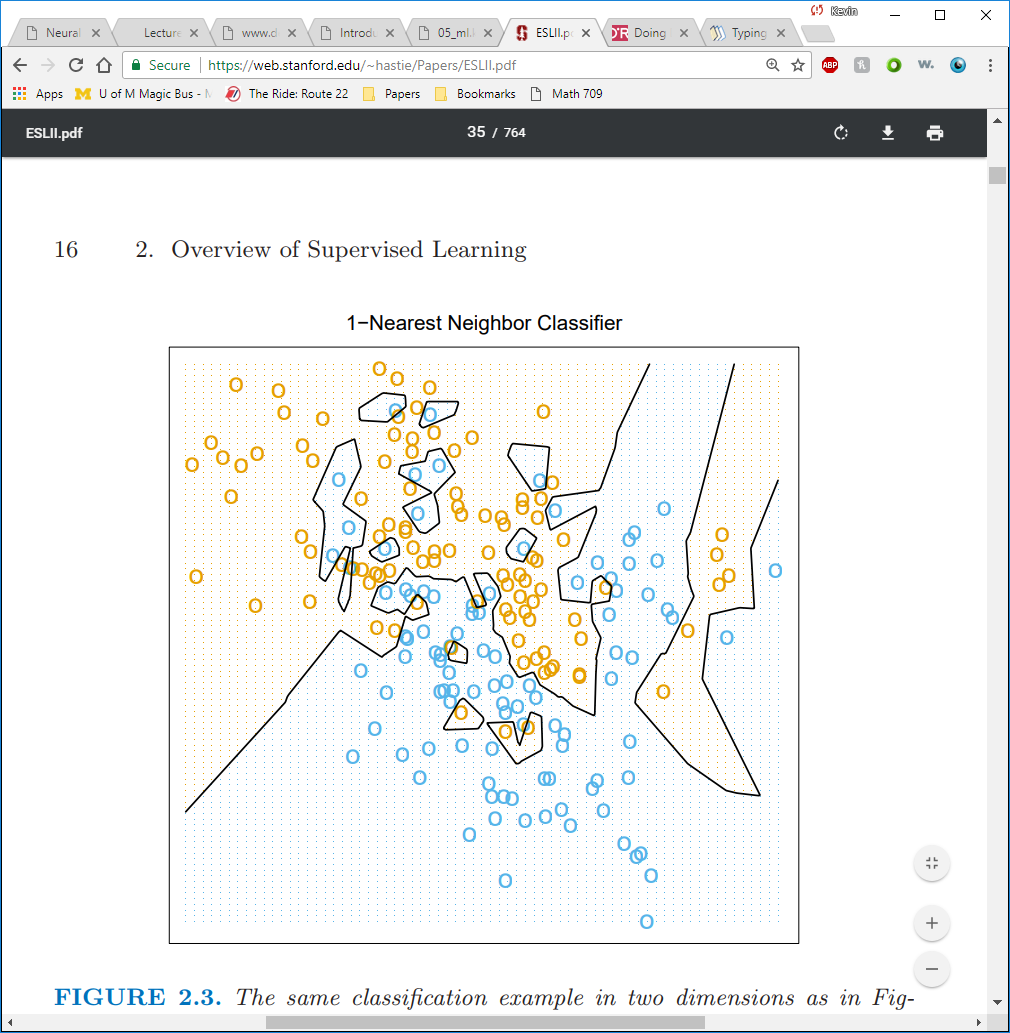 Kevin
Neural
Lecture
www.d
Introdu
05_ml.
ESLII.p
Doing
Typing
Secure
https://web.stanford.edu/~hastie/Papers/ESLII.pdf
ABP
w.
Apps
U of M Magic Bus -
The Ride: Route 22
Papers
Bookmarks
Math 709
ESLII.pdf
35 / 764
16 2. Overview of Supervised Learning
1−Nearest Neighbor Classifier
FIGURE 2.3. The same classification example in two dimensions as in Fig-